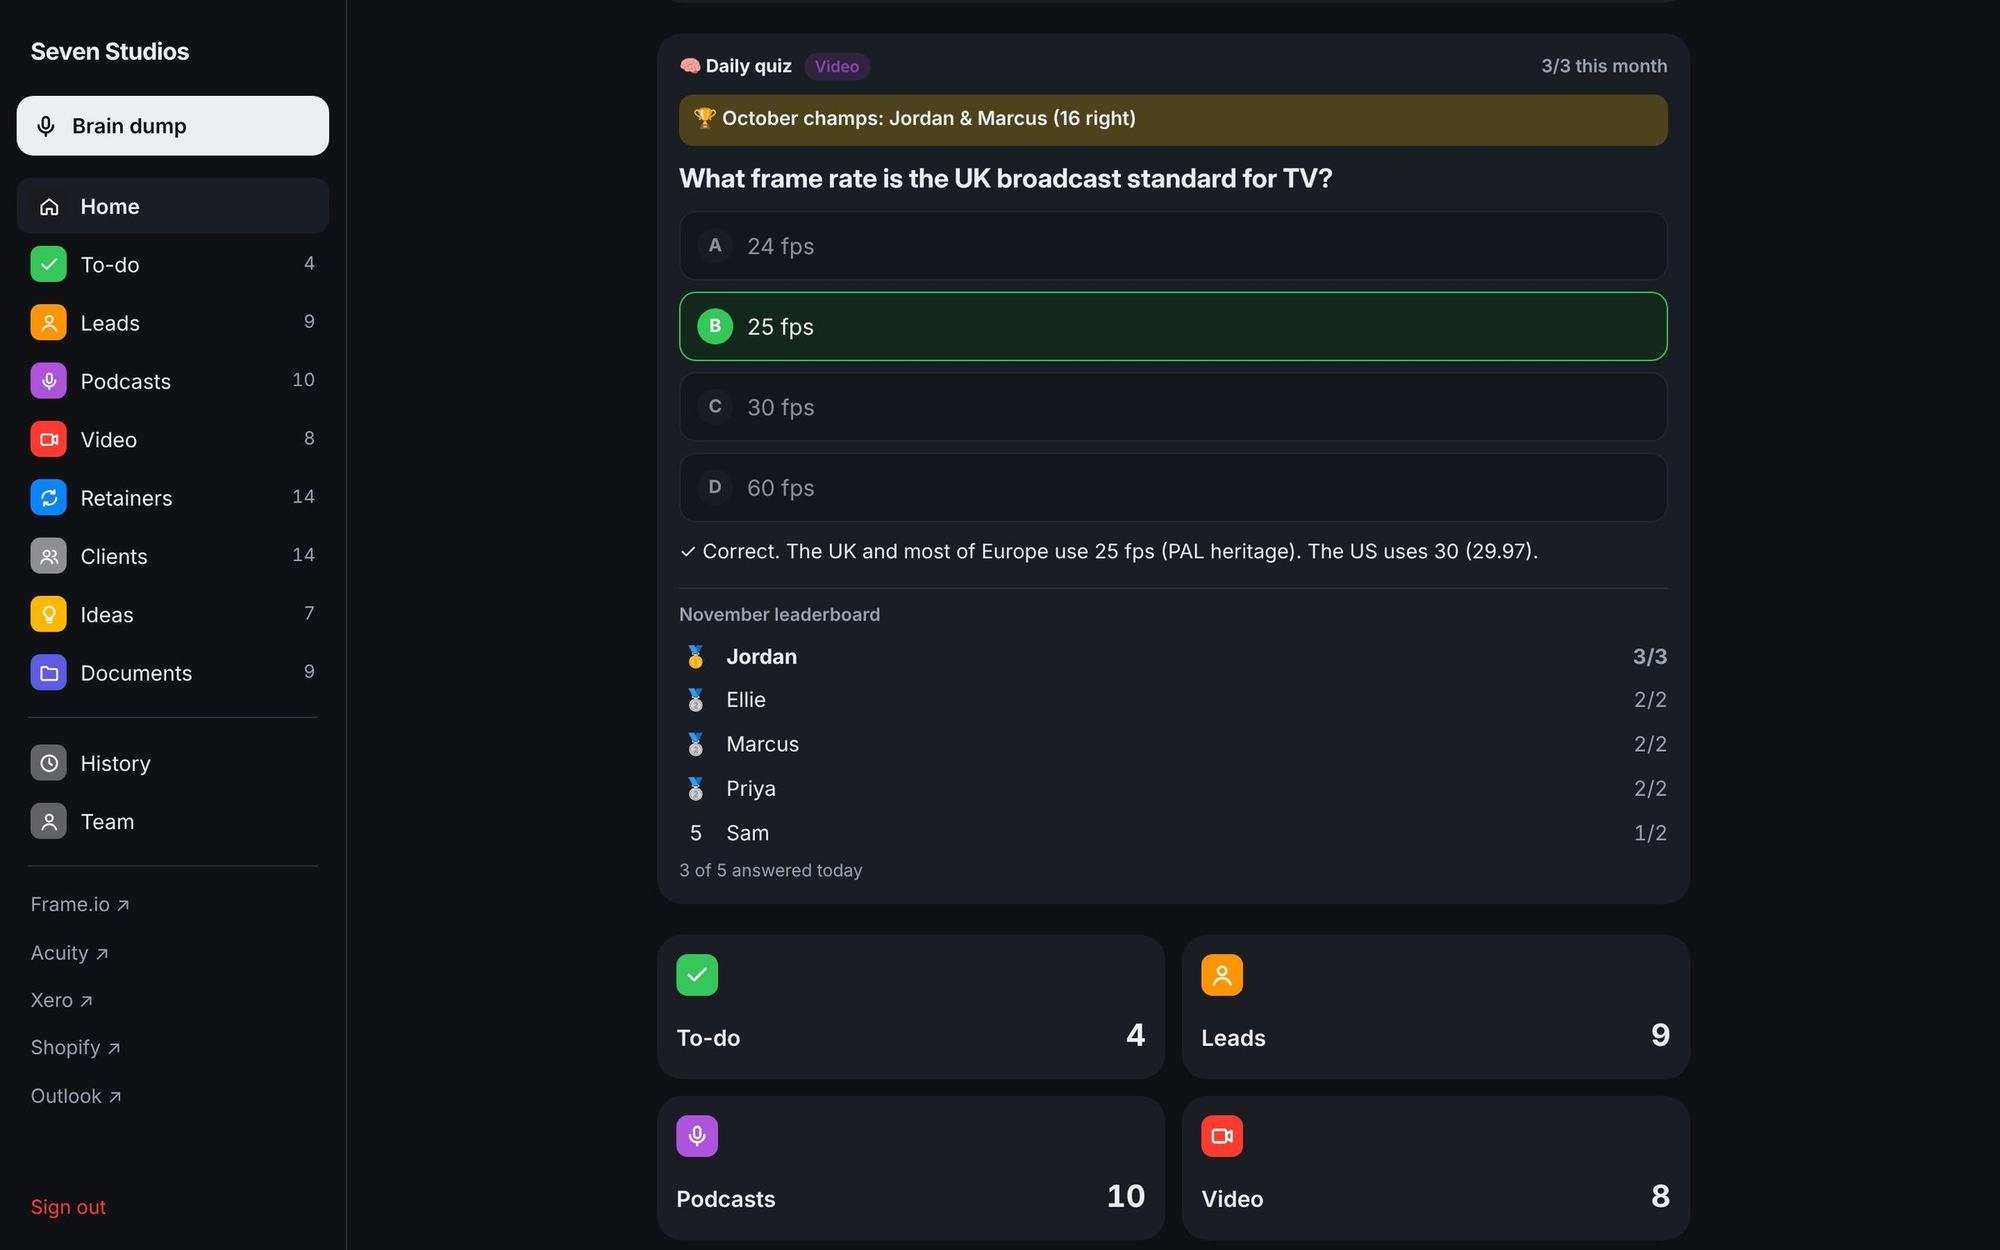 Seven Studios
Brain dump
Home
To-do 4
Leads 9
Podcasts 10
Video 8
Retainers 14
Clients 14
Ideas 7
Documents 9
History
Team
Frame.io ↗
Acuity ↗
Xero ↗
Shopify ↗
Outlook ↗
Sign out
🧠 Daily quiz Video 3/3 this month
🏆 October champs: Jordan & Marcus (16 right)
What frame rate is the UK broadcast standard for TV?
A 24 fps
B 25 fps
C 30 fps
D 60 fps
✓ Correct. The UK and most of Europe use 25 fps (PAL heritage). The US uses 30 (29.97).
November leaderboard
🥇 Jordan 3/3
🥈 Ellie 2/2
🥈 Marcus 2/2
🥈 Priya 2/2
5 Sam 1/2
3 of 5 answered today
To-do 4
Leads 9
Podcasts 10
Video 8